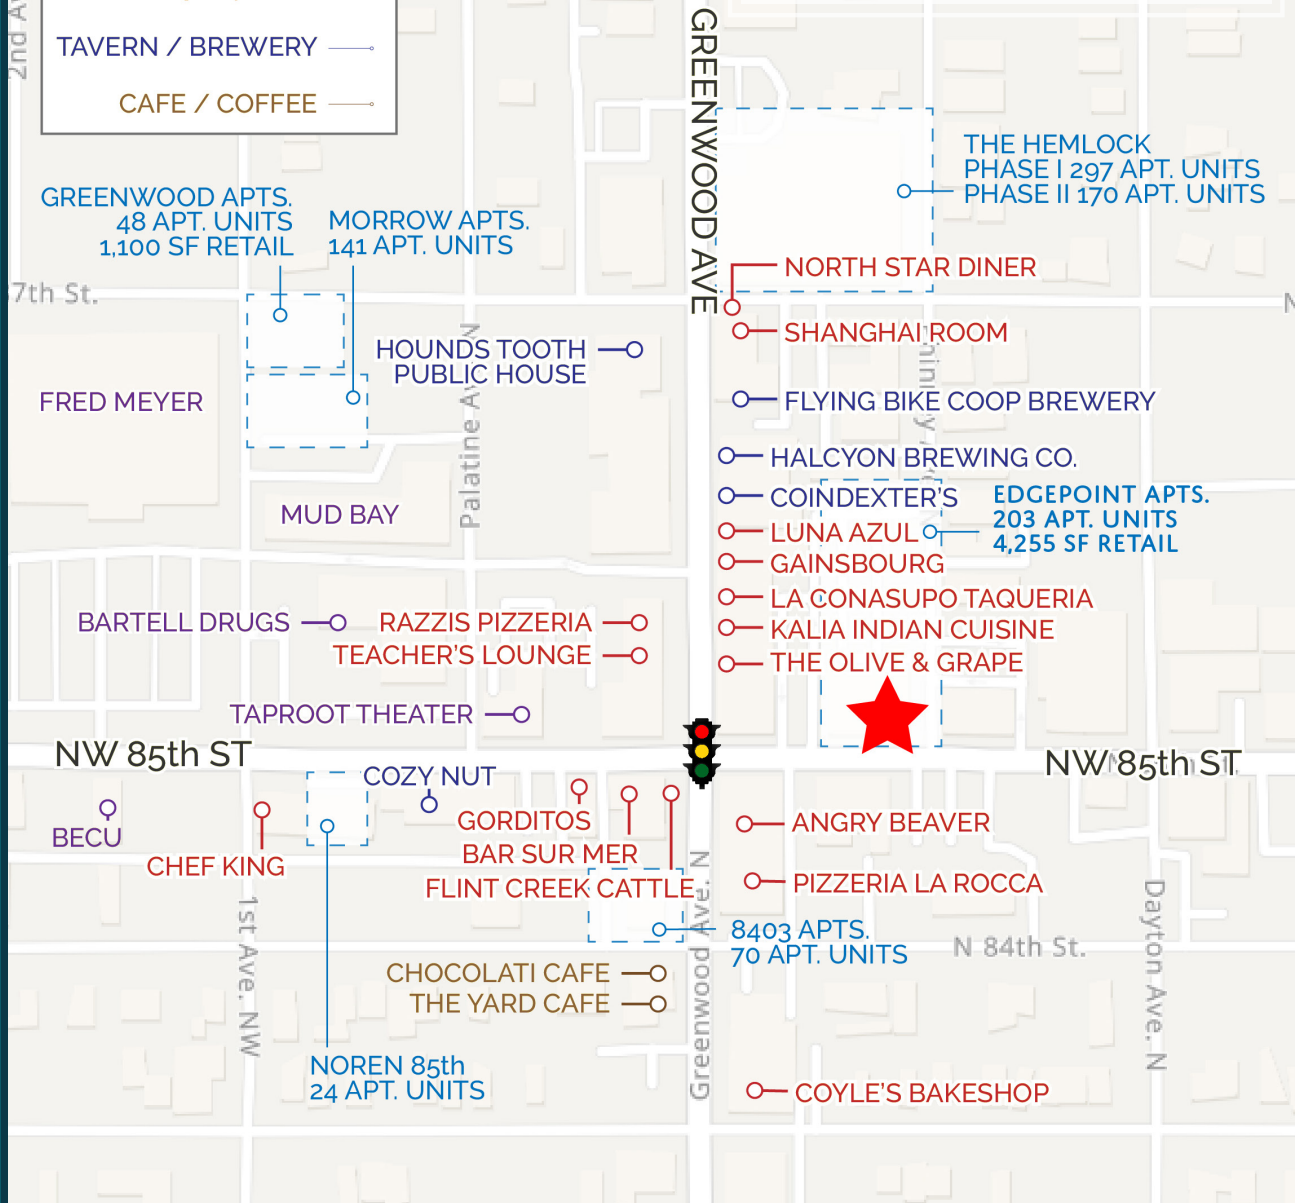 2nd Av
TAVERN / BREWERY
CAFE / COFFEE
GREENWOOD AVE
THE HEMLOCK
PHASE I 297 APT. UNITS
PHASE II 170 APT. UNITS
GREENWOOD APTS.
48 APT. UNITS
1,100 SF RETAIL
MORROW APTS.
141 APT. UNITS
NORTH STAR DINER
7th St.
N
SHANGHAI ROOM
HOUNDS TOOTH
PUBLIC HOUSE
Palatine Av N
FRED MEYER
FLYING BIKE COOP BREWERY
HALCYON BREWING CO.
COINDEXTER'S
EDGEPOINT APTS.
203 APT. UNITS
4,255 SF RETAIL
MUD BAY
LUNA AZUL
GAINSBOURG
LA CONASUPO TAQUERIA
KALIA INDIAN CUISINE
THE OLIVE & GRAPE
BARTELL DRUGS
RAZZIS PIZZERIA
TEACHER'S LOUNGE
TAPROOT THEATER
NW 85th ST
NW 85th ST
COZY NUT
BECU
CHEF KING
GORDITOS
BAR SUR MER
FLINT CREEK CATTLE
ANGRY BEAVER
PIZZERIA LA ROCCA
8403 APTS.
70 APT. UNITS
N 84th St.
1st Ave. NW
Greenwood Ave. N
Dayton Ave. N
CHOCOLATI CAFE
THE YARD CAFE
NOREN 85th
24 APT. UNITS
COYLE'S BAKESHOP